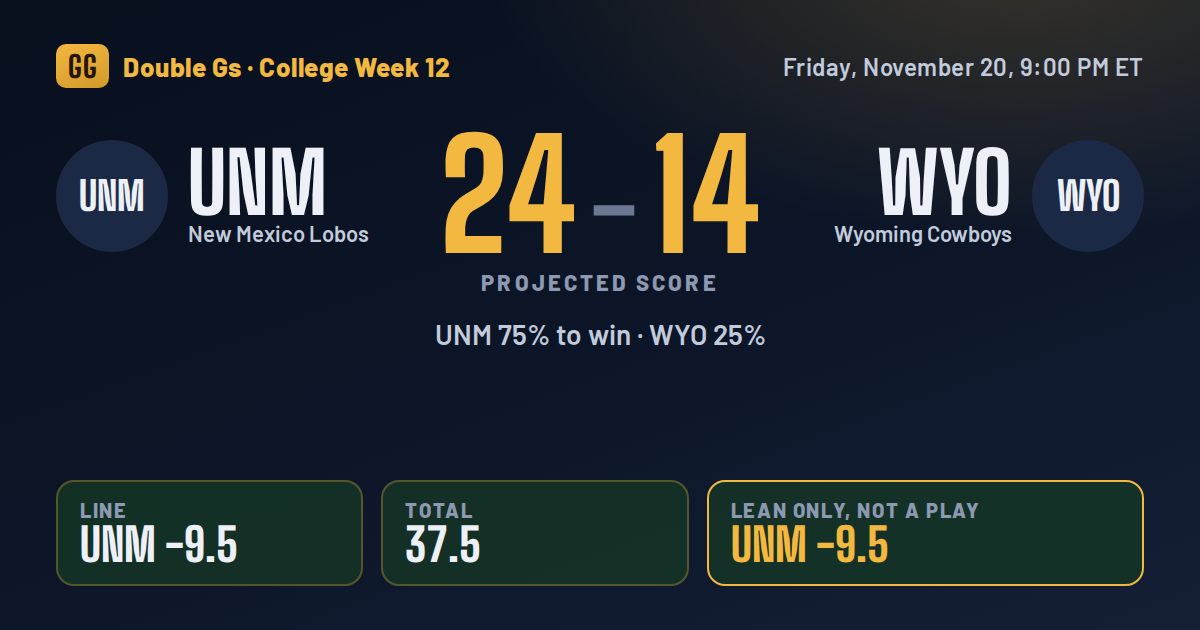 GG Double Gs · College Week 12
Friday, November 20, 9:00 PM ET
UNM
UNM
New Mexico Lobos
24 – 14
PROJECTED SCORE
UNM 75% to win · WYO 25%
WYO
Wyoming Cowboys
WYO
LINE
UNM −9.5
TOTAL
37.5
LEAN ONLY, NOT A PLAY
UNM −9.5